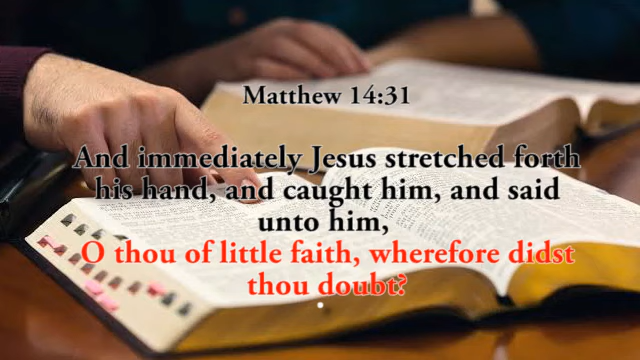 Matthew 14:31
And immediately Jesus stretched forth
his hand, and caught him, and said
unto him,
O thou of little faith, wherefore didst
thou doubt?